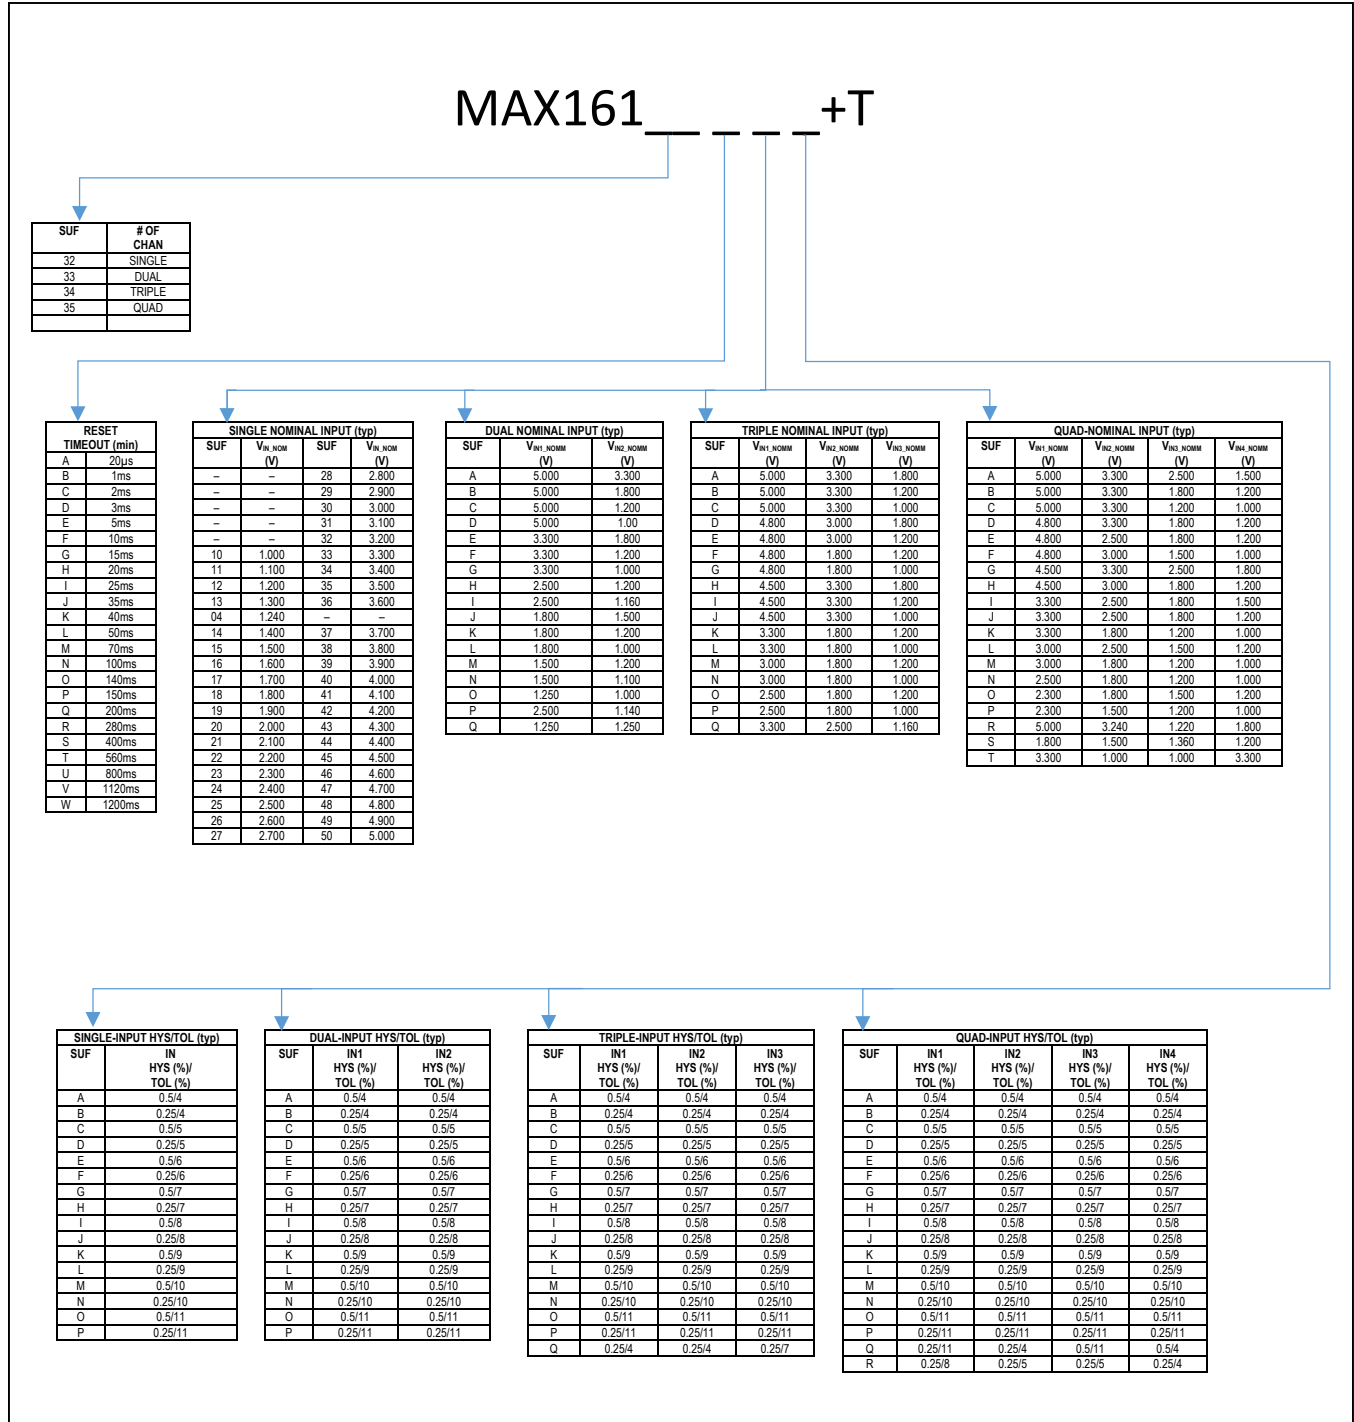 MAX161__ _ _ _+T
SUF # OF CHAN
32 SINGLE
33 DUAL
34 TRIPLE
35 QUAD
RESET TIMEOUT (min)
A 20µs
B 1ms
C 2ms
D 3ms
E 5ms
F 10ms
G 15ms
H 20ms
I 25ms
J 35ms
K 40ms
L 50ms
M 70ms
N 100ms
O 140ms
P 150ms
Q 200ms
R 280ms
S 400ms
T 560ms
U 800ms
V 1120ms
W 1200ms
SINGLE NOMINAL INPUT (typ)
SUF VIN_NOM (V) SUF VIN_NOM (V)
– – 28 2.800
– – 29 2.900
– – 30 3.000
– – 31 3.100
– – 32 3.200
10 1.000 33 3.300
11 1.100 34 3.400
12 1.200 35 3.500
13 1.300 36 3.600
04 1.240 – –
14 1.400 37 3.700
15 1.500 38 3.800
16 1.600 39 3.900
17 1.700 40 4.000
18 1.800 41 4.100
19 1.900 42 4.200
20 2.000 43 4.300
21 2.100 44 4.400
22 2.200 45 4.500
23 2.300 46 4.600
24 2.400 47 4.700
25 2.500 48 4.800
26 2.600 49 4.900
27 2.700 50 5.000
DUAL NOMINAL INPUT (typ)
SUF VIN1_NOMM (V) VIN2_NOMM (V)
A 5.000 3.300
B 5.000 1.800
C 5.000 1.200
D 5.000 1.00
E 3.300 1.800
F 3.300 1.200
G 3.300 1.000
H 2.500 1.200
I 2.500 1.160
J 1.800 1.500
K 1.800 1.200
L 1.800 1.000
M 1.500 1.200
N 1.500 1.100
O 1.250 1.000
P 2.500 1.140
Q 1.250 1.250
TRIPLE NOMINAL INPUT (typ)
SUF VIN1_NOMM (V) VIN2_NOMM (V) VIN3_NOMM (V)
A 5.000 3.300 1.800
B 5.000 3.300 1.200
C 5.000 3.300 1.000
D 4.800 3.000 1.800
E 4.800 3.000 1.200
F 4.800 1.800 1.200
G 4.800 1.800 1.000
H 4.500 3.300 1.800
I 4.500 3.300 1.200
J 4.500 3.300 1.000
K 3.300 1.800 1.200
L 3.300 1.800 1.000
M 3.000 1.800 1.200
N 3.000 1.800 1.000
O 2.500 1.800 1.200
P 2.500 1.800 1.000
Q 3.300 2.500 1.160
QUAD-NOMINAL INPUT (typ)
SUF VIN1_NOMM (V) VIN2_NOMM (V) VIN3_NOMM (V) VIN4_NOMM (V)
A 5.000 3.300 2.500 1.500
B 5.000 3.300 1.800 1.200
C 5.000 3.300 1.200 1.000
D 4.800 3.300 1.800 1.200
E 4.800 2.500 1.800 1.200
F 4.800 3.000 1.500 1.000
G 4.500 3.300 2.500 1.800
H 4.500 3.000 1.800 1.200
I 3.300 2.500 1.800 1.500
J 3.300 2.500 1.800 1.200
K 3.300 1.800 1.200 1.000
L 3.000 2.500 1.500 1.200
M 3.000 1.800 1.200 1.000
N 2.500 1.800 1.200 1.000
O 2.300 1.800 1.500 1.200
P 2.300 1.500 1.200 1.000
R 5.000 3.240 1.220 1.800
S 1.800 1.500 1.360 1.200
T 3.300 1.000 1.000 3.300
SINGLE-INPUT HYS/TOL (typ)
SUF IN HYS (%)/ TOL (%)
A 0.5/4
B 0.25/4
C 0.5/5
D 0.25/5
E 0.5/6
F 0.25/6
G 0.5/7
H 0.25/7
I 0.5/8
J 0.25/8
K 0.5/9
L 0.25/9
M 0.5/10
N 0.25/10
O 0.5/11
P 0.25/11
DUAL-INPUT HYS/TOL (typ)
SUF IN1 HYS (%)/ TOL (%) IN2 HYS (%)/ TOL (%)
A 0.5/4 0.5/4
B 0.25/4 0.25/4
C 0.5/5 0.5/5
D 0.25/5 0.25/5
E 0.5/6 0.5/6
F 0.25/6 0.25/6
G 0.5/7 0.5/7
H 0.25/7 0.25/7
I 0.5/8 0.5/8
J 0.25/8 0.25/8
K 0.5/9 0.5/9
L 0.25/9 0.25/9
M 0.5/10 0.5/10
N 0.25/10 0.25/10
O 0.5/11 0.5/11
P 0.25/11 0.25/11
TRIPLE-INPUT HYS/TOL (typ)
SUF IN1 HYS (%)/ TOL (%) IN2 HYS (%)/ TOL (%) IN3 HYS (%)/ TOL (%)
A 0.5/4 0.5/4 0.5/4
B 0.25/4 0.25/4 0.25/4
C 0.5/5 0.5/5 0.5/5
D 0.25/5 0.25/5 0.25/5
E 0.5/6 0.5/6 0.5/6
F 0.25/6 0.25/6 0.25/6
G 0.5/7 0.5/7 0.5/7
H 0.25/7 0.25/7 0.25/7
I 0.5/8 0.5/8 0.5/8
J 0.25/8 0.25/8 0.25/8
K 0.5/9 0.5/9 0.5/9
L 0.25/9 0.25/9 0.25/9
M 0.5/10 0.5/10 0.5/10
N 0.25/10 0.25/10 0.25/10
O 0.5/11 0.5/11 0.5/11
P 0.25/11 0.25/11 0.25/11
Q 0.25/4 0.25/4 0.25/7
QUAD-INPUT HYS/TOL (typ)
SUF IN1 HYS (%)/ TOL (%) IN2 HYS (%)/ TOL (%) IN3 HYS (%)/ TOL (%) IN4 HYS (%)/ TOL (%)
A 0.5/4 0.5/4 0.5/4 0.5/4
B 0.25/4 0.25/4 0.25/4 0.25/4
C 0.5/5 0.5/5 0.5/5 0.5/5
D 0.25/5 0.25/5 0.25/5 0.25/5
E 0.5/6 0.5/6 0.5/6 0.5/6
F 0.25/6 0.25/6 0.25/6 0.25/6
G 0.5/7 0.5/7 0.5/7 0.5/7
H 0.25/7 0.25/7 0.25/7 0.25/7
I 0.5/8 0.5/8 0.5/8 0.5/8
J 0.25/8 0.25/8 0.25/8 0.25/8
K 0.5/9 0.5/9 0.5/9 0.5/9
L 0.25/9 0.25/9 0.25/9 0.25/9
M 0.5/10 0.5/10 0.5/10 0.5/10
N 0.25/10 0.25/10 0.25/10 0.25/10
O 0.5/11 0.5/11 0.5/11 0.5/11
P 0.25/11 0.25/11 0.25/11 0.25/11
Q 0.25/11 0.25/4 0.5/11 0.5/4
R 0.25/8 0.25/5 0.25/5 0.25/4